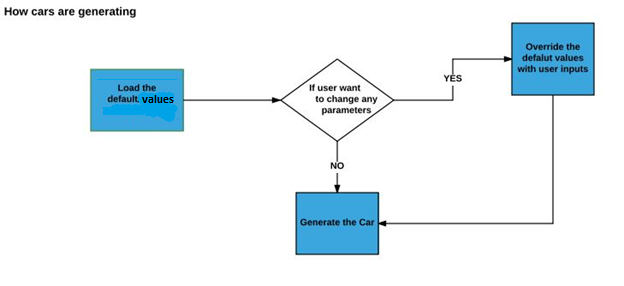 How cars are generating
Load the
default values
If user want
to change any
parameters
YES
Override the
defalut values
with user inputs
NO
Generate the Car